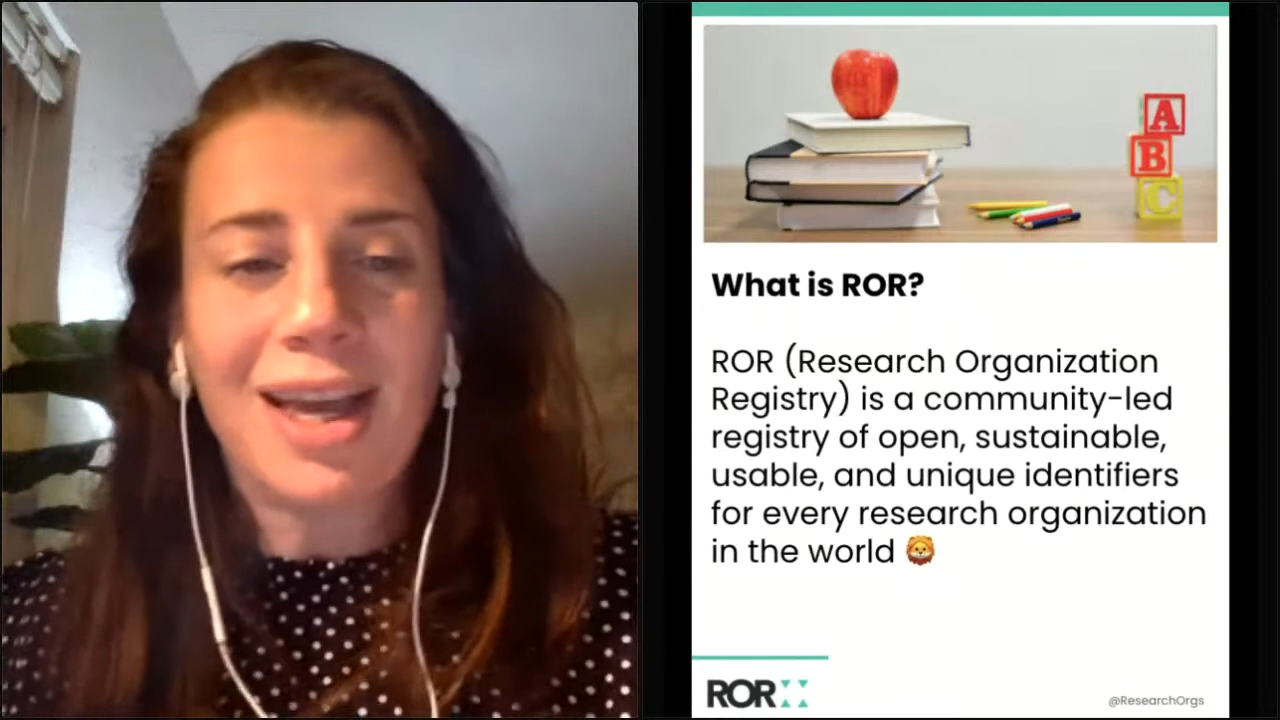 A
B
C
What is ROR?
ROR (Research Organization
Registry) is a community-led
registry of open, sustainable,
usable, and unique identifiers
for every research organization
in the world 🦁
ROR
@ResearchOrgs